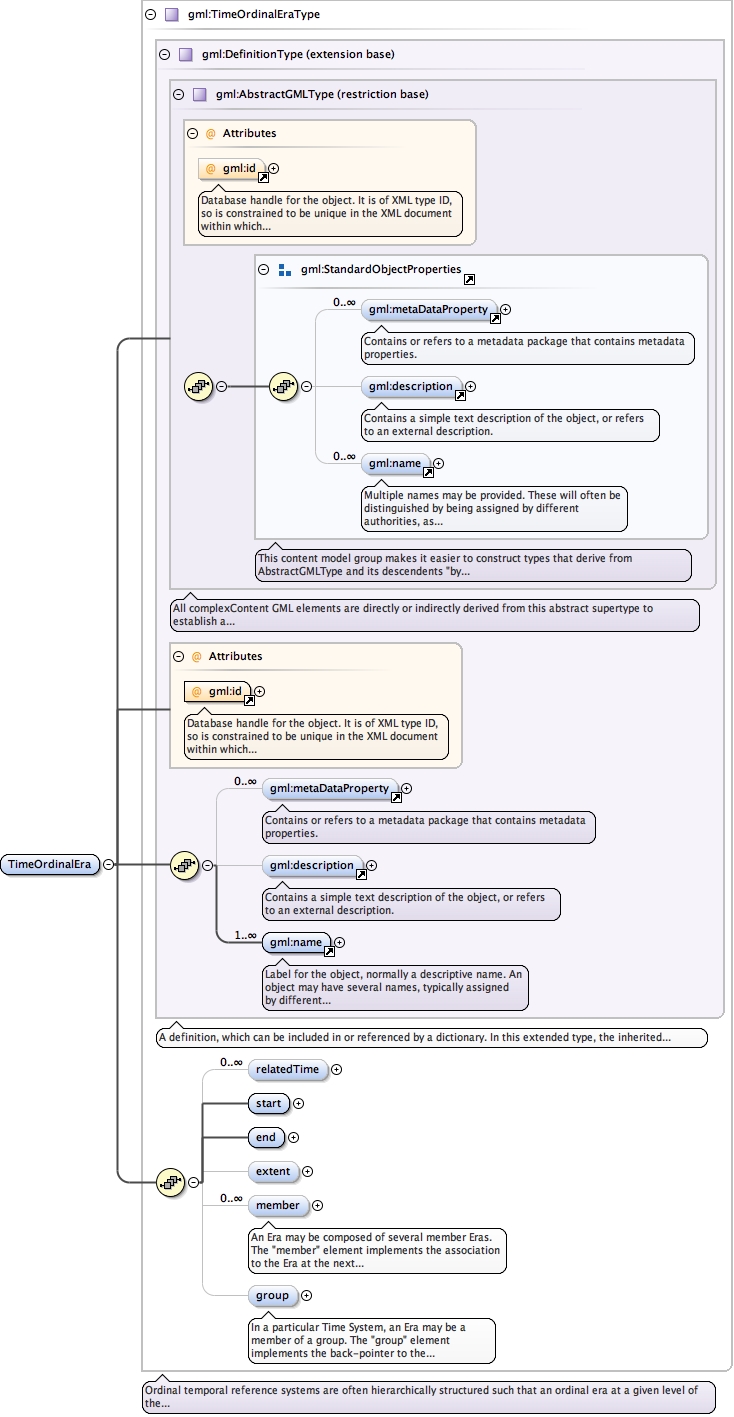 gml:TimeOrdinalEraType
gml:DefinitionType (extension base)
gml:AbstractGMLType (restriction base)
@ Attributes
@ gml:id
Database handle for the object. It is of XML type ID,
so is constrained to be unique in the XML document
within which...
gml:StandardObjectProperties
0..∞
gml:metaDataProperty
Contains or refers to a metadata package that contains metadata
properties.
gml:description
Contains a simple text description of the object, or refers
to an external description.
0..∞
gml:name
Multiple names may be provided. These will often be
distinguished by being assigned by different
authorities, as...
This content model group makes it easier to construct types that derive from
AbstractGMLType and its descendents "by...
All complexContent GML elements are directly or indirectly derived from this abstract supertype to
establish a...
@ Attributes
@ gml:id
Database handle for the object. It is of XML type ID,
so is constrained to be unique in the XML document
within which...
0..∞
gml:metaDataProperty
Contains or refers to a metadata package that contains metadata
properties.
TimeOrdinalEra
gml:description
Contains a simple text description of the object, or refers
to an external description.
1..∞
gml:name
Label for the object, normally a descriptive name. An
object may have several names, typically assigned
by different...
A definition, which can be included in or referenced by a dictionary. In this extended type, the inherited...
0..∞
relatedTime
start
end
extent
0..∞
member
An Era may be composed of several member Eras.
The "member" element implements the association
to the Era at the next...
group
In a particular Time System, an Era may be a
member of a group. The "group" element
implements the back-pointer to the...
Ordinal temporal reference systems are often hierarchically structured such that an ordinal era at a given level of
the...